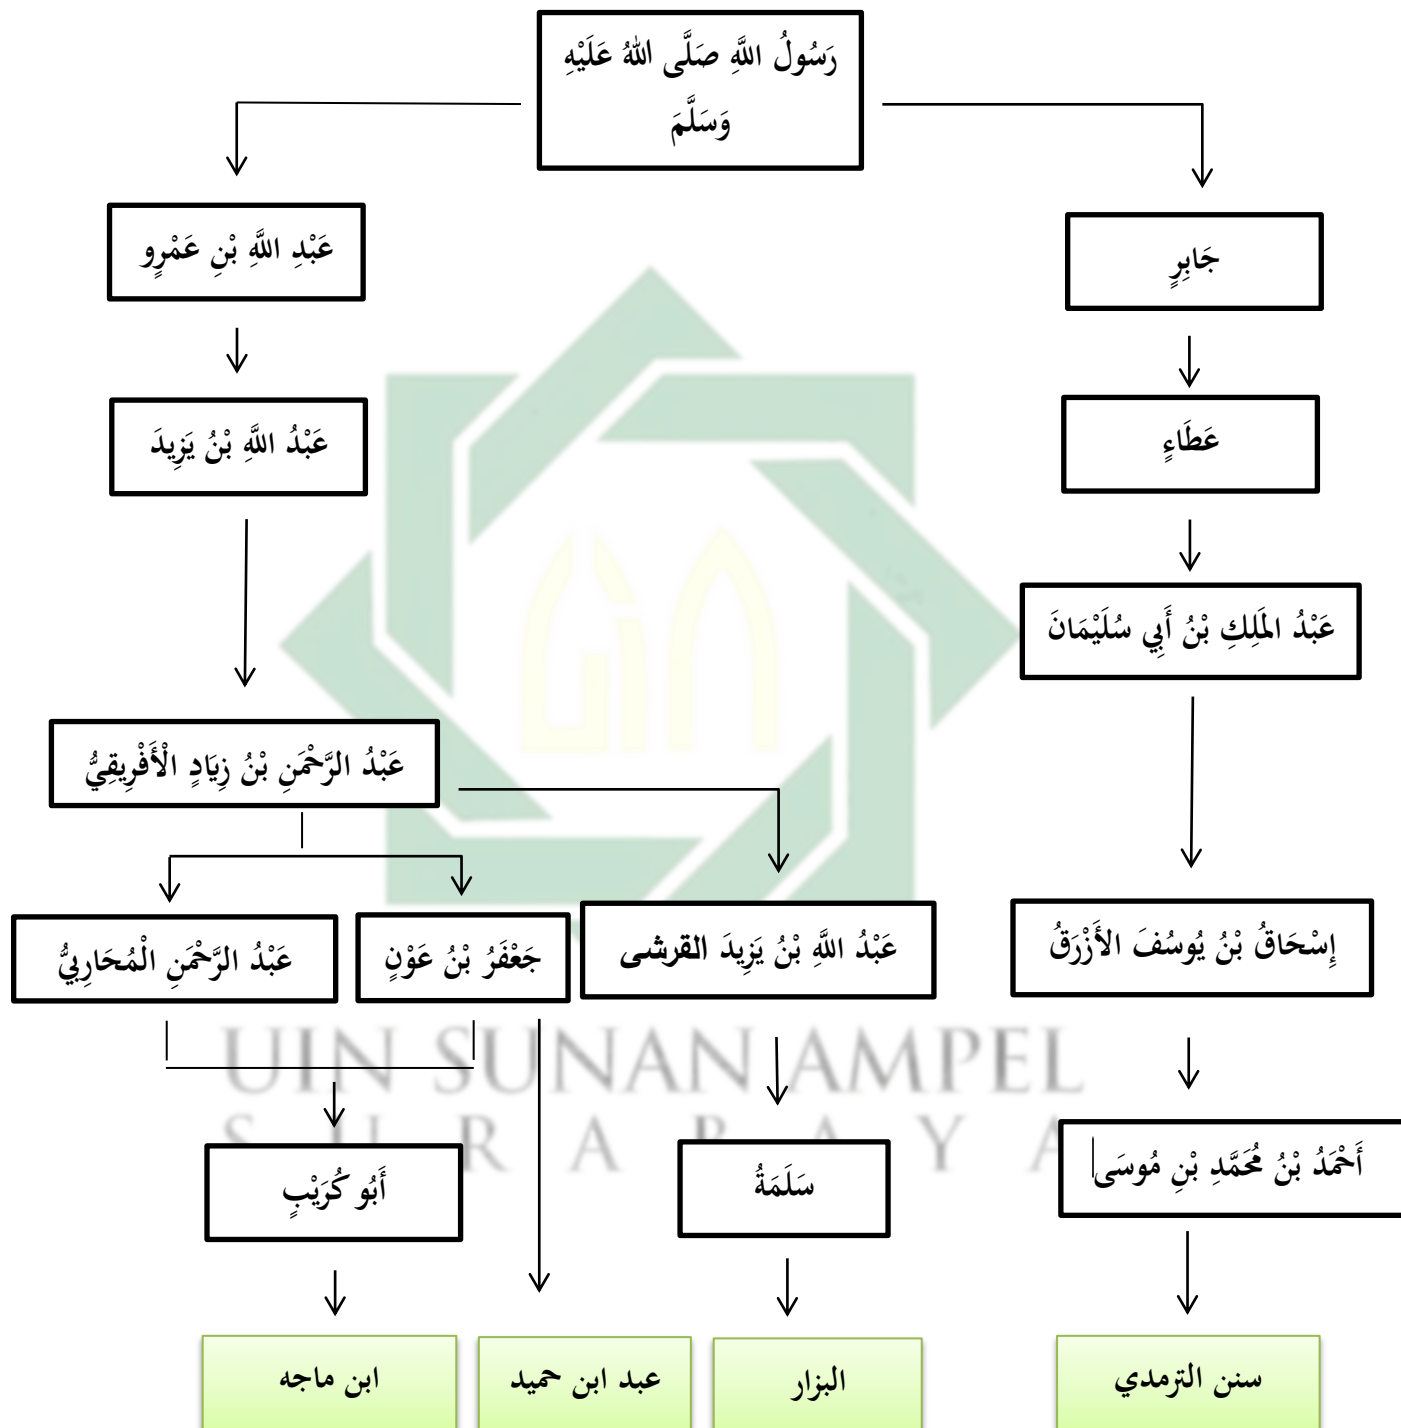 رَسُولُ اللَّهِ صَلَّى اللهُ عَلَيْهِ
وَسَلَّمَ
عَبْدِ اللَّهِ بْنِ عَمْرٍو
جَابِرٍ
عَبْدُ اللَّهِ بْنُ يَزِيدَ
عَطَاءٍ
عَبْدُ المَلِكِ بْنُ أَبِي سُلَيْمَانَ
عَبْدُ الرَّحْمَنِ بْنُ زِيَادٍ الْأَفْرِيقِيُّ
إِسْحَاقُ بْنُ يُوسُفَ الأَزْرَقُ
عَبْدُ اللَّهِ بْنُ يَزِيدَ القرشى
جَعْفَرُ بْنُ عَوْنٍ
عَبْدُ الرَّحْمَنِ الْمُحَارِبِيُّ
UIN SUNAN AMPEL
SURABAYA
أَحْمَدُ بْنُ مُحَمَّدِ بْنِ مُوسَى
سَلَمَةُ
أَبُو كُرَيْبٍ
سنن الترمدي
البزار
عبد ابن حميد
ابن ماجه